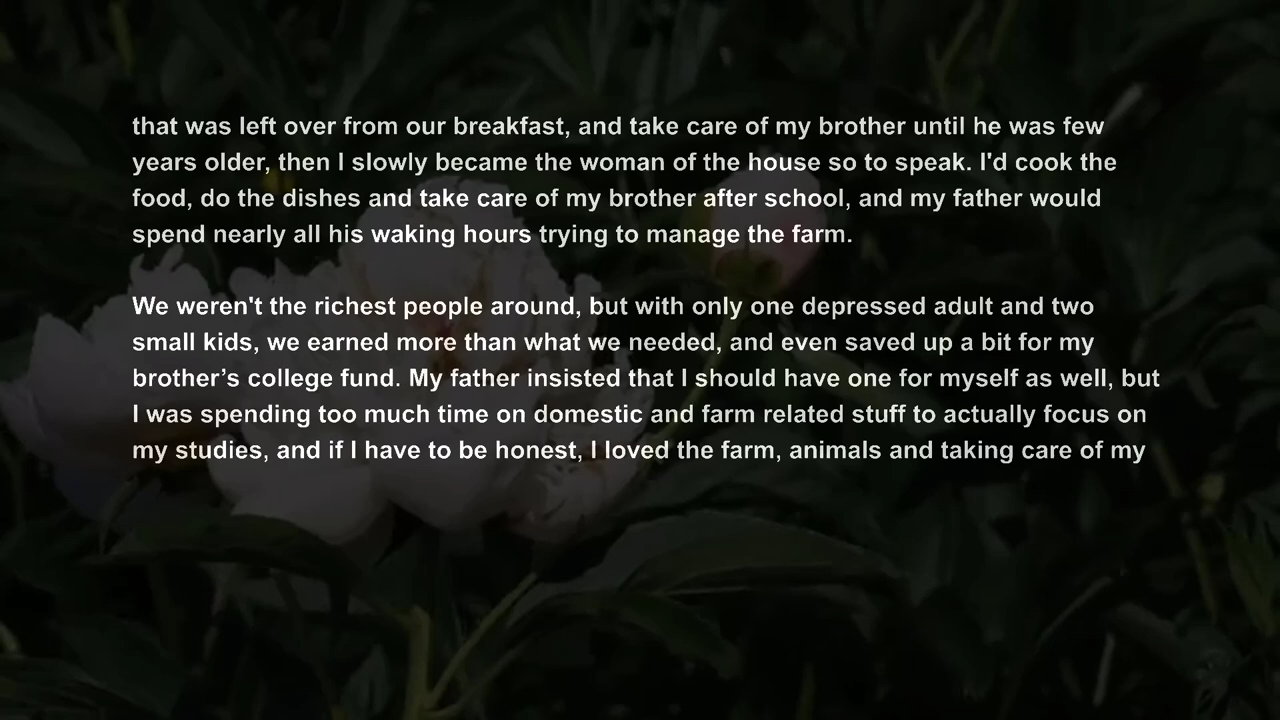 that was left over from our breakfast, and take care of my brother until he was few
years older, then I slowly became the woman of the house so to speak. I'd cook the
food, do the dishes and take care of my brother after school, and my father would
spend nearly all his waking hours trying to manage the farm.
We weren't the richest people around, but with only one depressed adult and two
small kids, we earned more than what we needed, and even saved up a bit for my
brother’s college fund. My father insisted that I should have one for myself as well, but
I was spending too much time on domestic and farm related stuff to actually focus on
my studies, and if I have to be honest, I loved the farm, animals and taking care of my